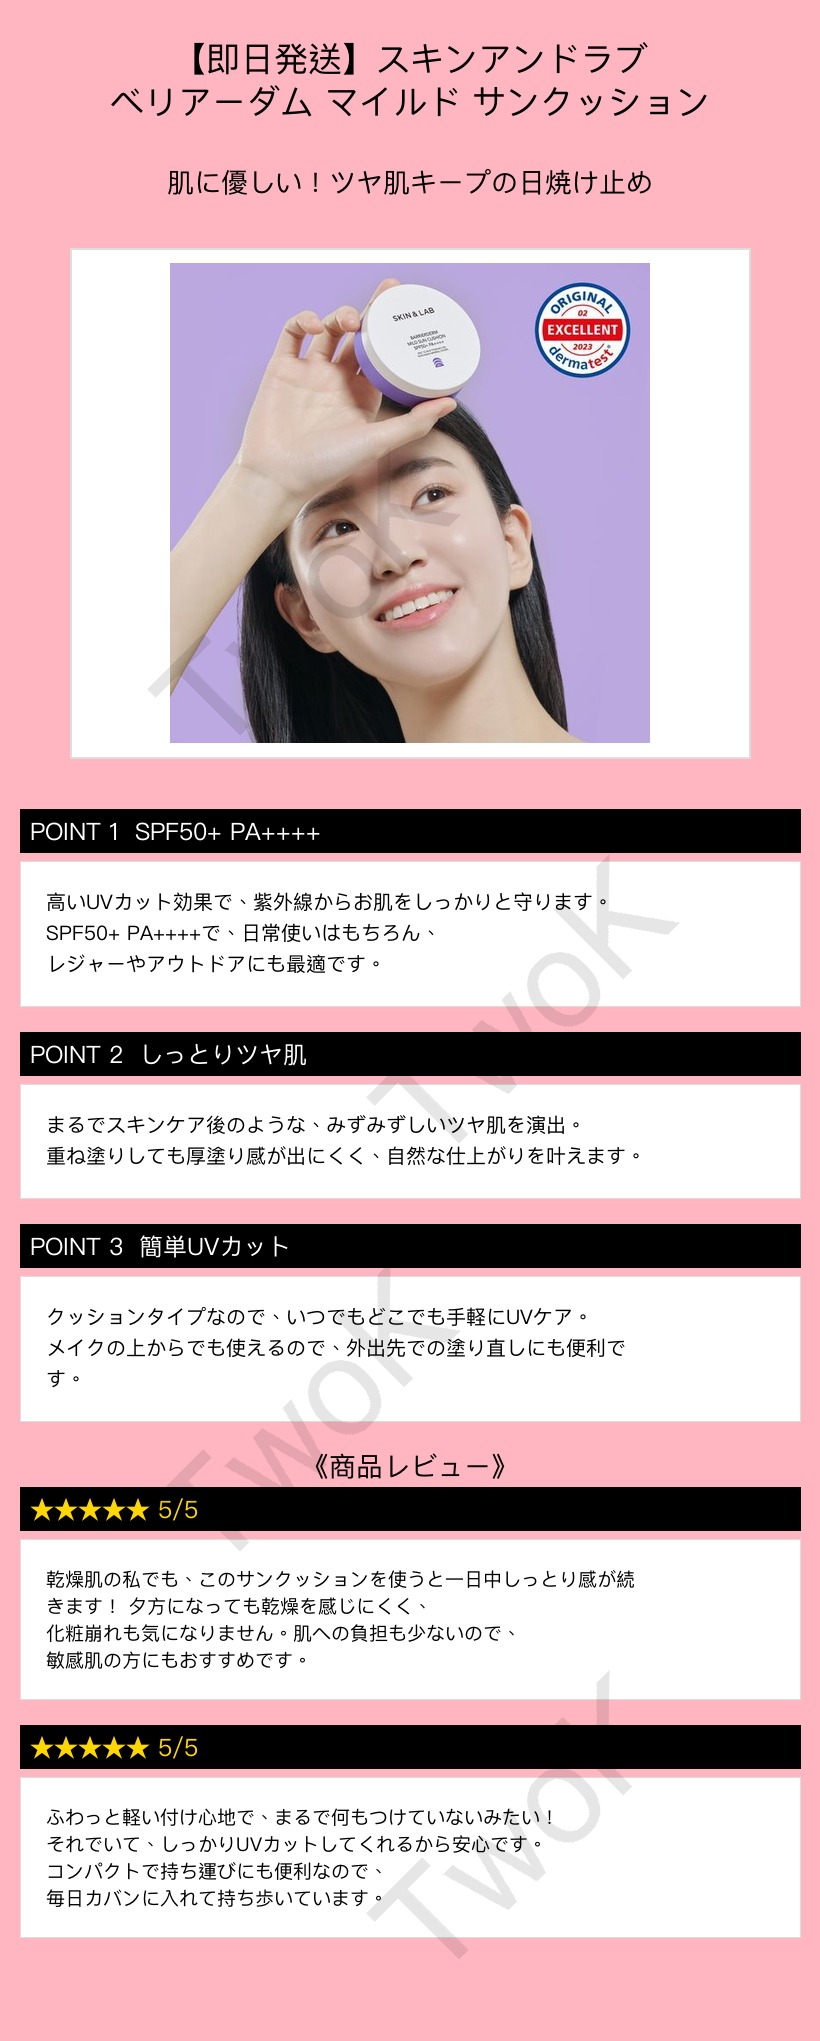 【即日発送】スキンアンドラブ
ベリアーダム マイルド サンクッション
肌に優しい！ツヤ肌キープの日焼け止め
SKIN & LAB
BARRIERDERM
MILD SUN CUSHION
SPF50+ PA++++
ORIGINAL
02
EXCELLENT
2023
dermatest®
TwoK
POINT 1 SPF50+ PA++++
高いUVカット効果で、紫外線からお肌をしっかりと守ります。
SPF50+ PA++++で、日常使いはもちろん、
レジャーやアウトドアにも最適です。
TwoK
POINT 2 しっとりツヤ肌
まるでスキンケア後のような、みずみずしいツヤ肌を演出。
重ね塗りしても厚塗り感が出にくく、自然な仕上がりを叶えます。
POINT 3 簡単UVカット
クッションタイプなので、いつでもどこでも手軽にUVケア。
メイクの上からでも使えるので、外出先での塗り直しにも便利で
す。
TwoK
《商品レビュー》
★★★★★ 5/5
乾燥肌の私でも、このサンクッションを使うと一日中しっとり感が続
きます！ 夕方になっても乾燥を感じにくく、
化粧崩れも気になりません。肌への負担も少ないので、
敏感肌の方にもおすすめです。
★★★★★ 5/5
ふわっと軽い付け心地で、まるで何もつけていないみたい！
それでいて、しっかりUVカットしてくれるから安心です。
コンパクトで持ち運びにも便利なので、
毎日カバンに入れて持ち歩いています。
TwoK